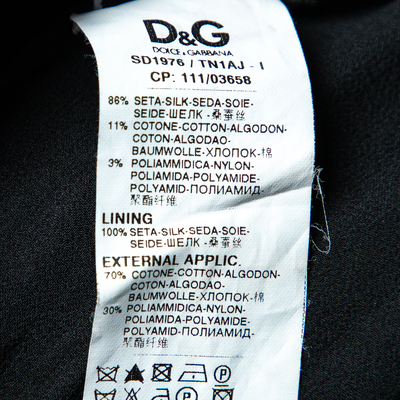 D&G
DOLCE & GABBANA
SD1976 / TN1AJ - I
CP: 111/03658
86% SETA-SILK-SEDA-SOIE-
SEIDE-ШЕЛК-桑蚕丝
11% COTONE-COTTON-ALGODON-
COTON-ALGODAO-
BAUMWOLLE-ХЛОПОК-棉
3% POLIAMMIDICA-NYLON-
POLIAMIDA-POLYAMIDE-
POLYAMID-ПОЛИАМИД-
聚酯纤维
LINING
100% SETA-SILK-SEDA-SOIE-
SEIDE-ШЕЛК-桑蚕丝
EXTERNAL APPLIC.
70% COTONE-COTTON-ALGODON-
COTON-ALGODAO-
BAUMWOLLE-ХЛОПОК-棉
30% POLIAMMIDICA-NYLON-
POLIAMIDA-POLYAMIDE-
POLYAMID-ПОЛИАМИД-
聚酯纤维
P